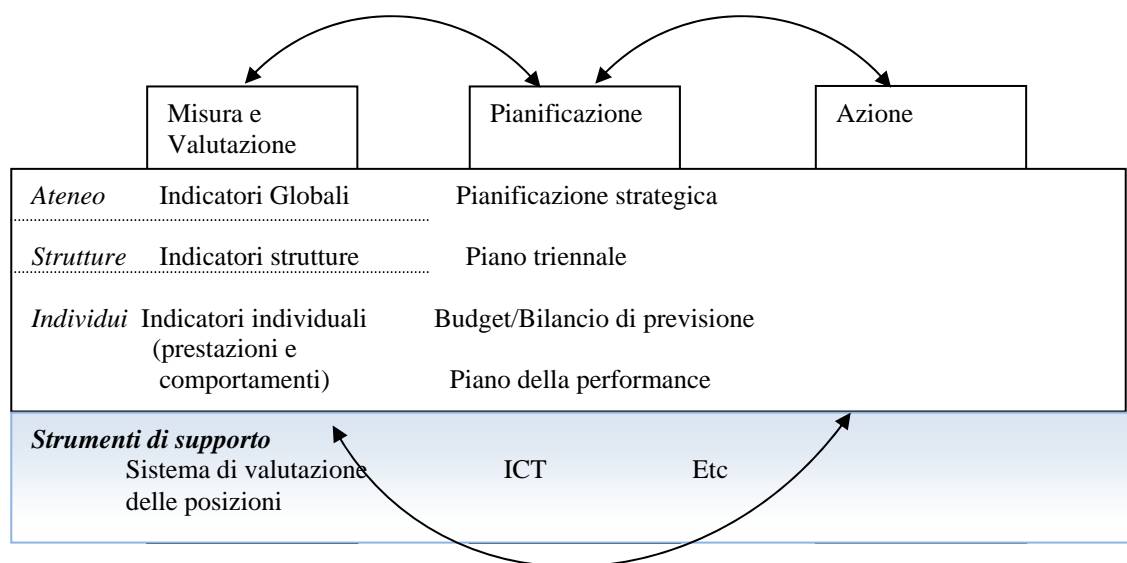 Misura e Valutazione
Pianificazione
Azione
Ateneo Indicatori Globali Pianificazione strategica
Strutture Indicatori strutture Piano triennale
Individui Indicatori individuali Budget/Bilancio di previsione
(prestazioni e
comportamenti) Piano della performance
Strumenti di supporto
Sistema di valutazione ICT Etc
delle posizioni